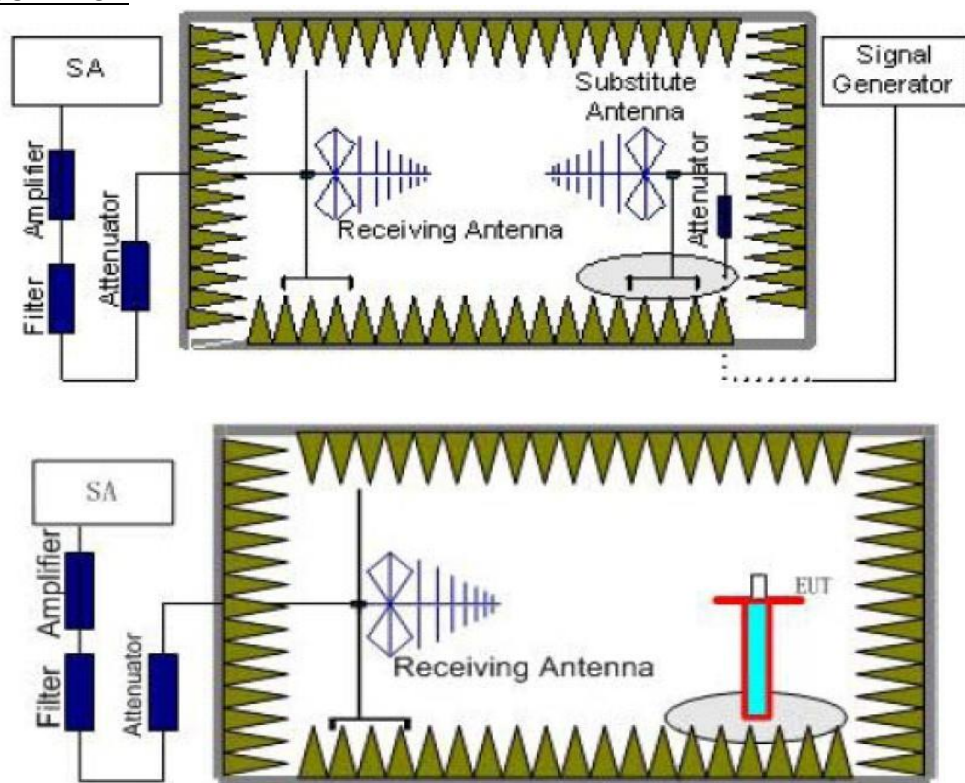 SA
Signal
Generator
Substitute
Antenna
Amplifier
Attenuator
Filter
Receiving Antenna
Attenuator
SA
Amplifier
Filter
Attenuator
Receiving Antenna
EUT